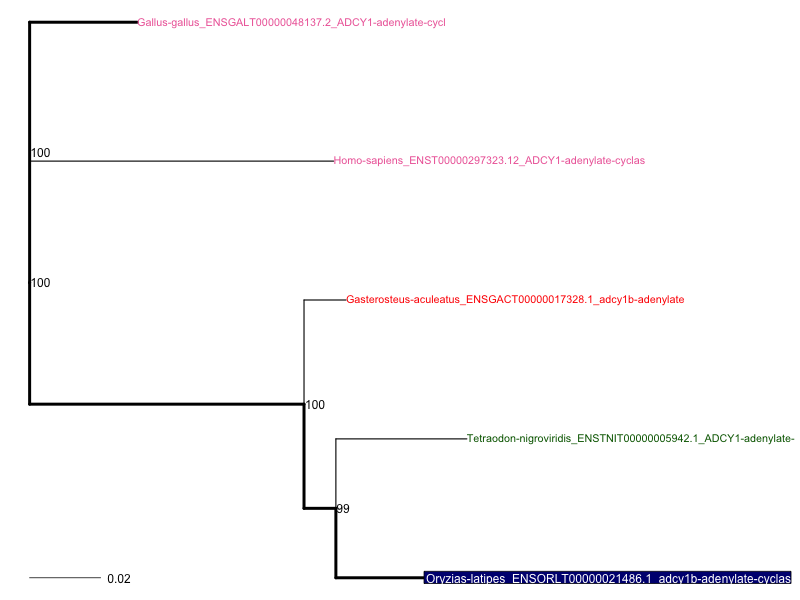 Gallus-gallus_ENSGALT00000048137.2_ADCY1-adenylate-cycl
100
Homo-sapiens_ENST00000297323.12_ADCY1-adenylate-cyclas
100
Gasterosteus-aculeatus_ENSGACT00000017328.1_adcy1b-adenylate
100
Tetraodon-nigroviridis_ENSTNIT00000005942.1_ADCY1-adenylate-
99
Oryzias-latipes_ENSORLT00000021486.1_adcy1b-adenylate-cyclas
0.02